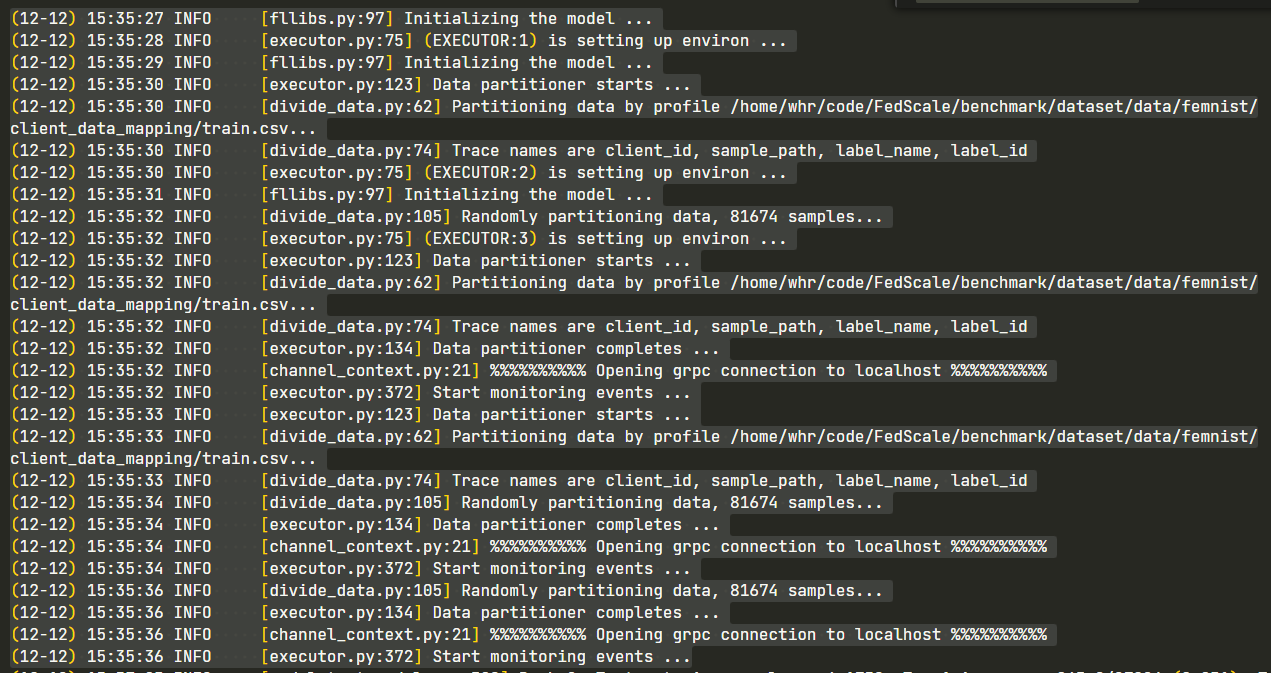 (12-12) 15:35:27 INFO     [fllibs.py:97] Initializing the model ...
(12-12) 15:35:28 INFO     [executor.py:75] (EXECUTOR:1) is setting up environ ...
(12-12) 15:35:29 INFO     [fllibs.py:97] Initializing the model ...
(12-12) 15:35:30 INFO     [executor.py:123] Data partitioner starts ...
(12-12) 15:35:30 INFO     [divide_data.py:62] Partitioning data by profile /home/whr/code/FedScale/benchmark/dataset/data/femnist/
client_data_mapping/train.csv...
(12-12) 15:35:30 INFO     [divide_data.py:74] Trace names are client_id, sample_path, label_name, label_id
(12-12) 15:35:30 INFO     [executor.py:75] (EXECUTOR:2) is setting up environ ...
(12-12) 15:35:31 INFO     [fllibs.py:97] Initializing the model ...
(12-12) 15:35:32 INFO     [divide_data.py:105] Randomly partitioning data, 81674 samples...
(12-12) 15:35:32 INFO     [executor.py:75] (EXECUTOR:3) is setting up environ ...
(12-12) 15:35:32 INFO     [executor.py:123] Data partitioner starts ...
(12-12) 15:35:32 INFO     [divide_data.py:62] Partitioning data by profile /home/whr/code/FedScale/benchmark/dataset/data/femnist/
client_data_mapping/train.csv...
(12-12) 15:35:32 INFO     [divide_data.py:74] Trace names are client_id, sample_path, label_name, label_id
(12-12) 15:35:32 INFO     [executor.py:134] Data partitioner completes ...
(12-12) 15:35:32 INFO     [channel_context.py:21] %%%%%%%%%% Opening grpc connection to localhost %%%%%%%%%%
(12-12) 15:35:32 INFO     [executor.py:372] Start monitoring events ...
(12-12) 15:35:33 INFO     [executor.py:123] Data partitioner starts ...
(12-12) 15:35:33 INFO     [divide_data.py:62] Partitioning data by profile /home/whr/code/FedScale/benchmark/dataset/data/femnist/
client_data_mapping/train.csv...
(12-12) 15:35:33 INFO     [divide_data.py:74] Trace names are client_id, sample_path, label_name, label_id
(12-12) 15:35:34 INFO     [divide_data.py:105] Randomly partitioning data, 81674 samples...
(12-12) 15:35:34 INFO     [executor.py:134] Data partitioner completes ...
(12-12) 15:35:34 INFO     [channel_context.py:21] %%%%%%%%%% Opening grpc connection to localhost %%%%%%%%%%
(12-12) 15:35:34 INFO     [executor.py:372] Start monitoring events ...
(12-12) 15:35:36 INFO     [divide_data.py:105] Randomly partitioning data, 81674 samples...
(12-12) 15:35:36 INFO     [executor.py:134] Data partitioner completes ...
(12-12) 15:35:36 INFO     [channel_context.py:21] %%%%%%%%%% Opening grpc connection to localhost %%%%%%%%%%
(12-12) 15:35:36 INFO     [executor.py:372] Start monitoring events ...